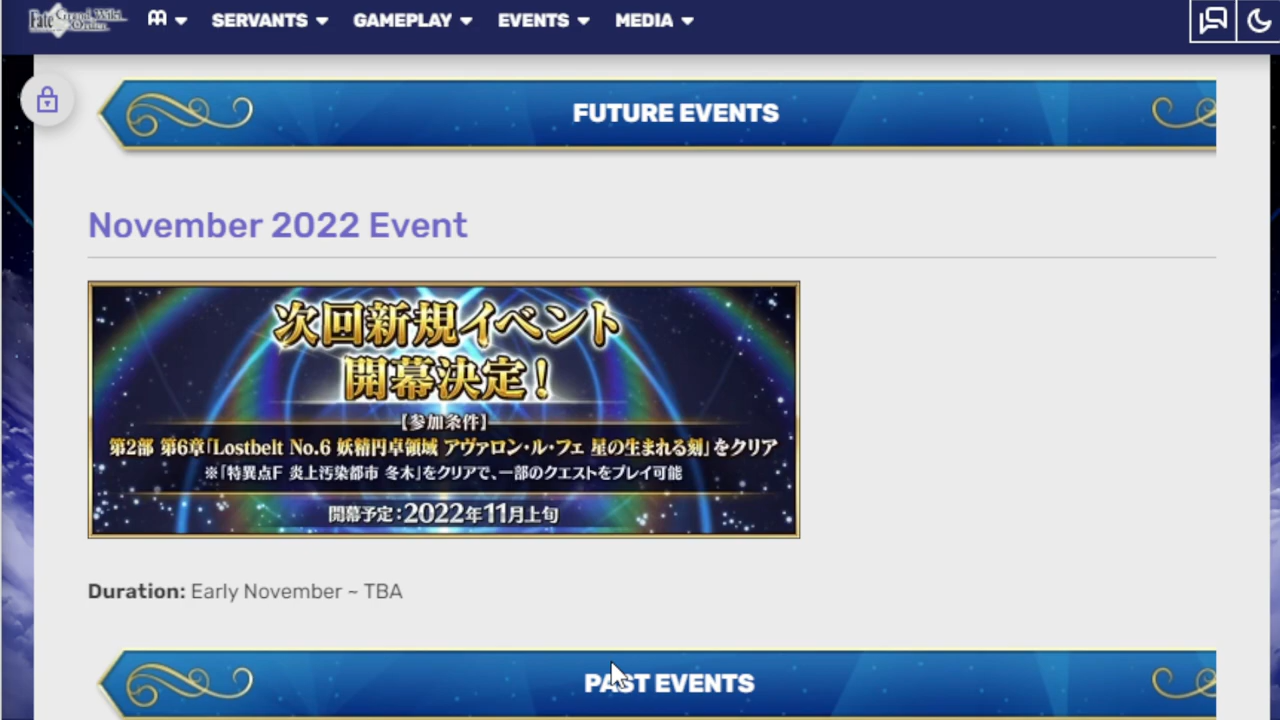 Fate Grand Wiki Order
SERVANTS GAMEPLAY EVENTS MEDIA
FUTURE EVENTS
November 2022 Event
次回新規イベント
開幕決定!
【参加条件】
第2部 第6章「Lostbelt No.6 妖精円卓領域 アヴァロン・ル・フェ 星の生まれる刻」をクリア
※「特異点F 炎上汚染都市 冬木」をクリアで、一部のクエストをプレイ可能
開幕予定：2022年11月上旬
Duration: Early November ~ TBA
PAST EVENTS